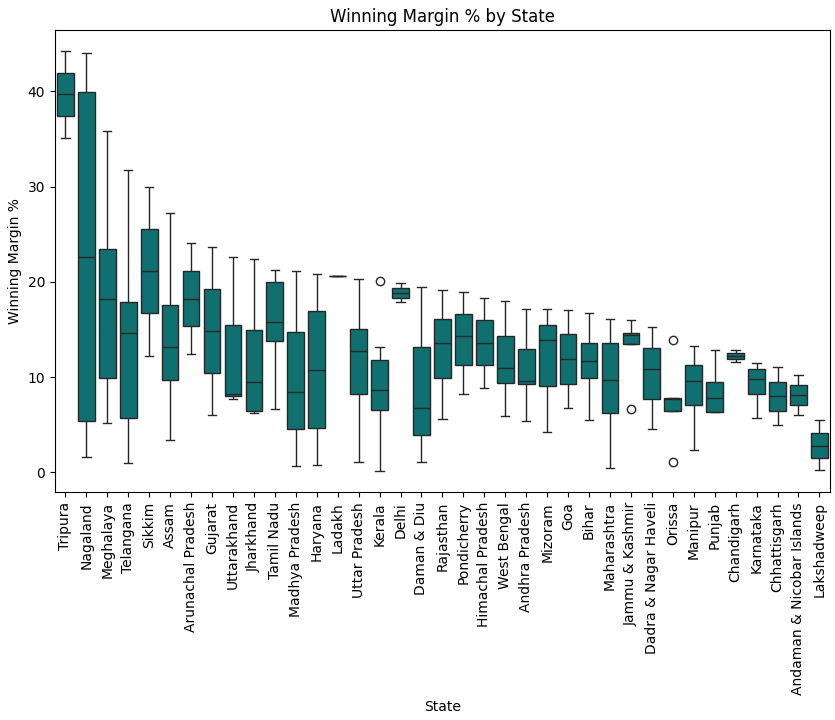 Winning Margin % by State
Winning Margin %
40
30
20
10
0
Tripura
Nagaland
Meghalaya
Telangana
Sikkim
Assam
Arunachal Pradesh
Gujarat
Uttarakhand
Jharkhand
Tamil Nadu
Madhya Pradesh
Haryana
Ladakh
Uttar Pradesh
Kerala
Delhi
Daman & Diu
Rajasthan
Pondicherry
Himachal Pradesh
West Bengal
Andhra Pradesh
Mizoram
Goa
Bihar
Maharashtra
Jammu & Kashmir
Dadra & Nagar Haveli
Orissa
Manipur
Punjab
Chandigarh
Karnataka
Chhattisgarh
Andaman & Nicobar Islands
Lakshadweep
State